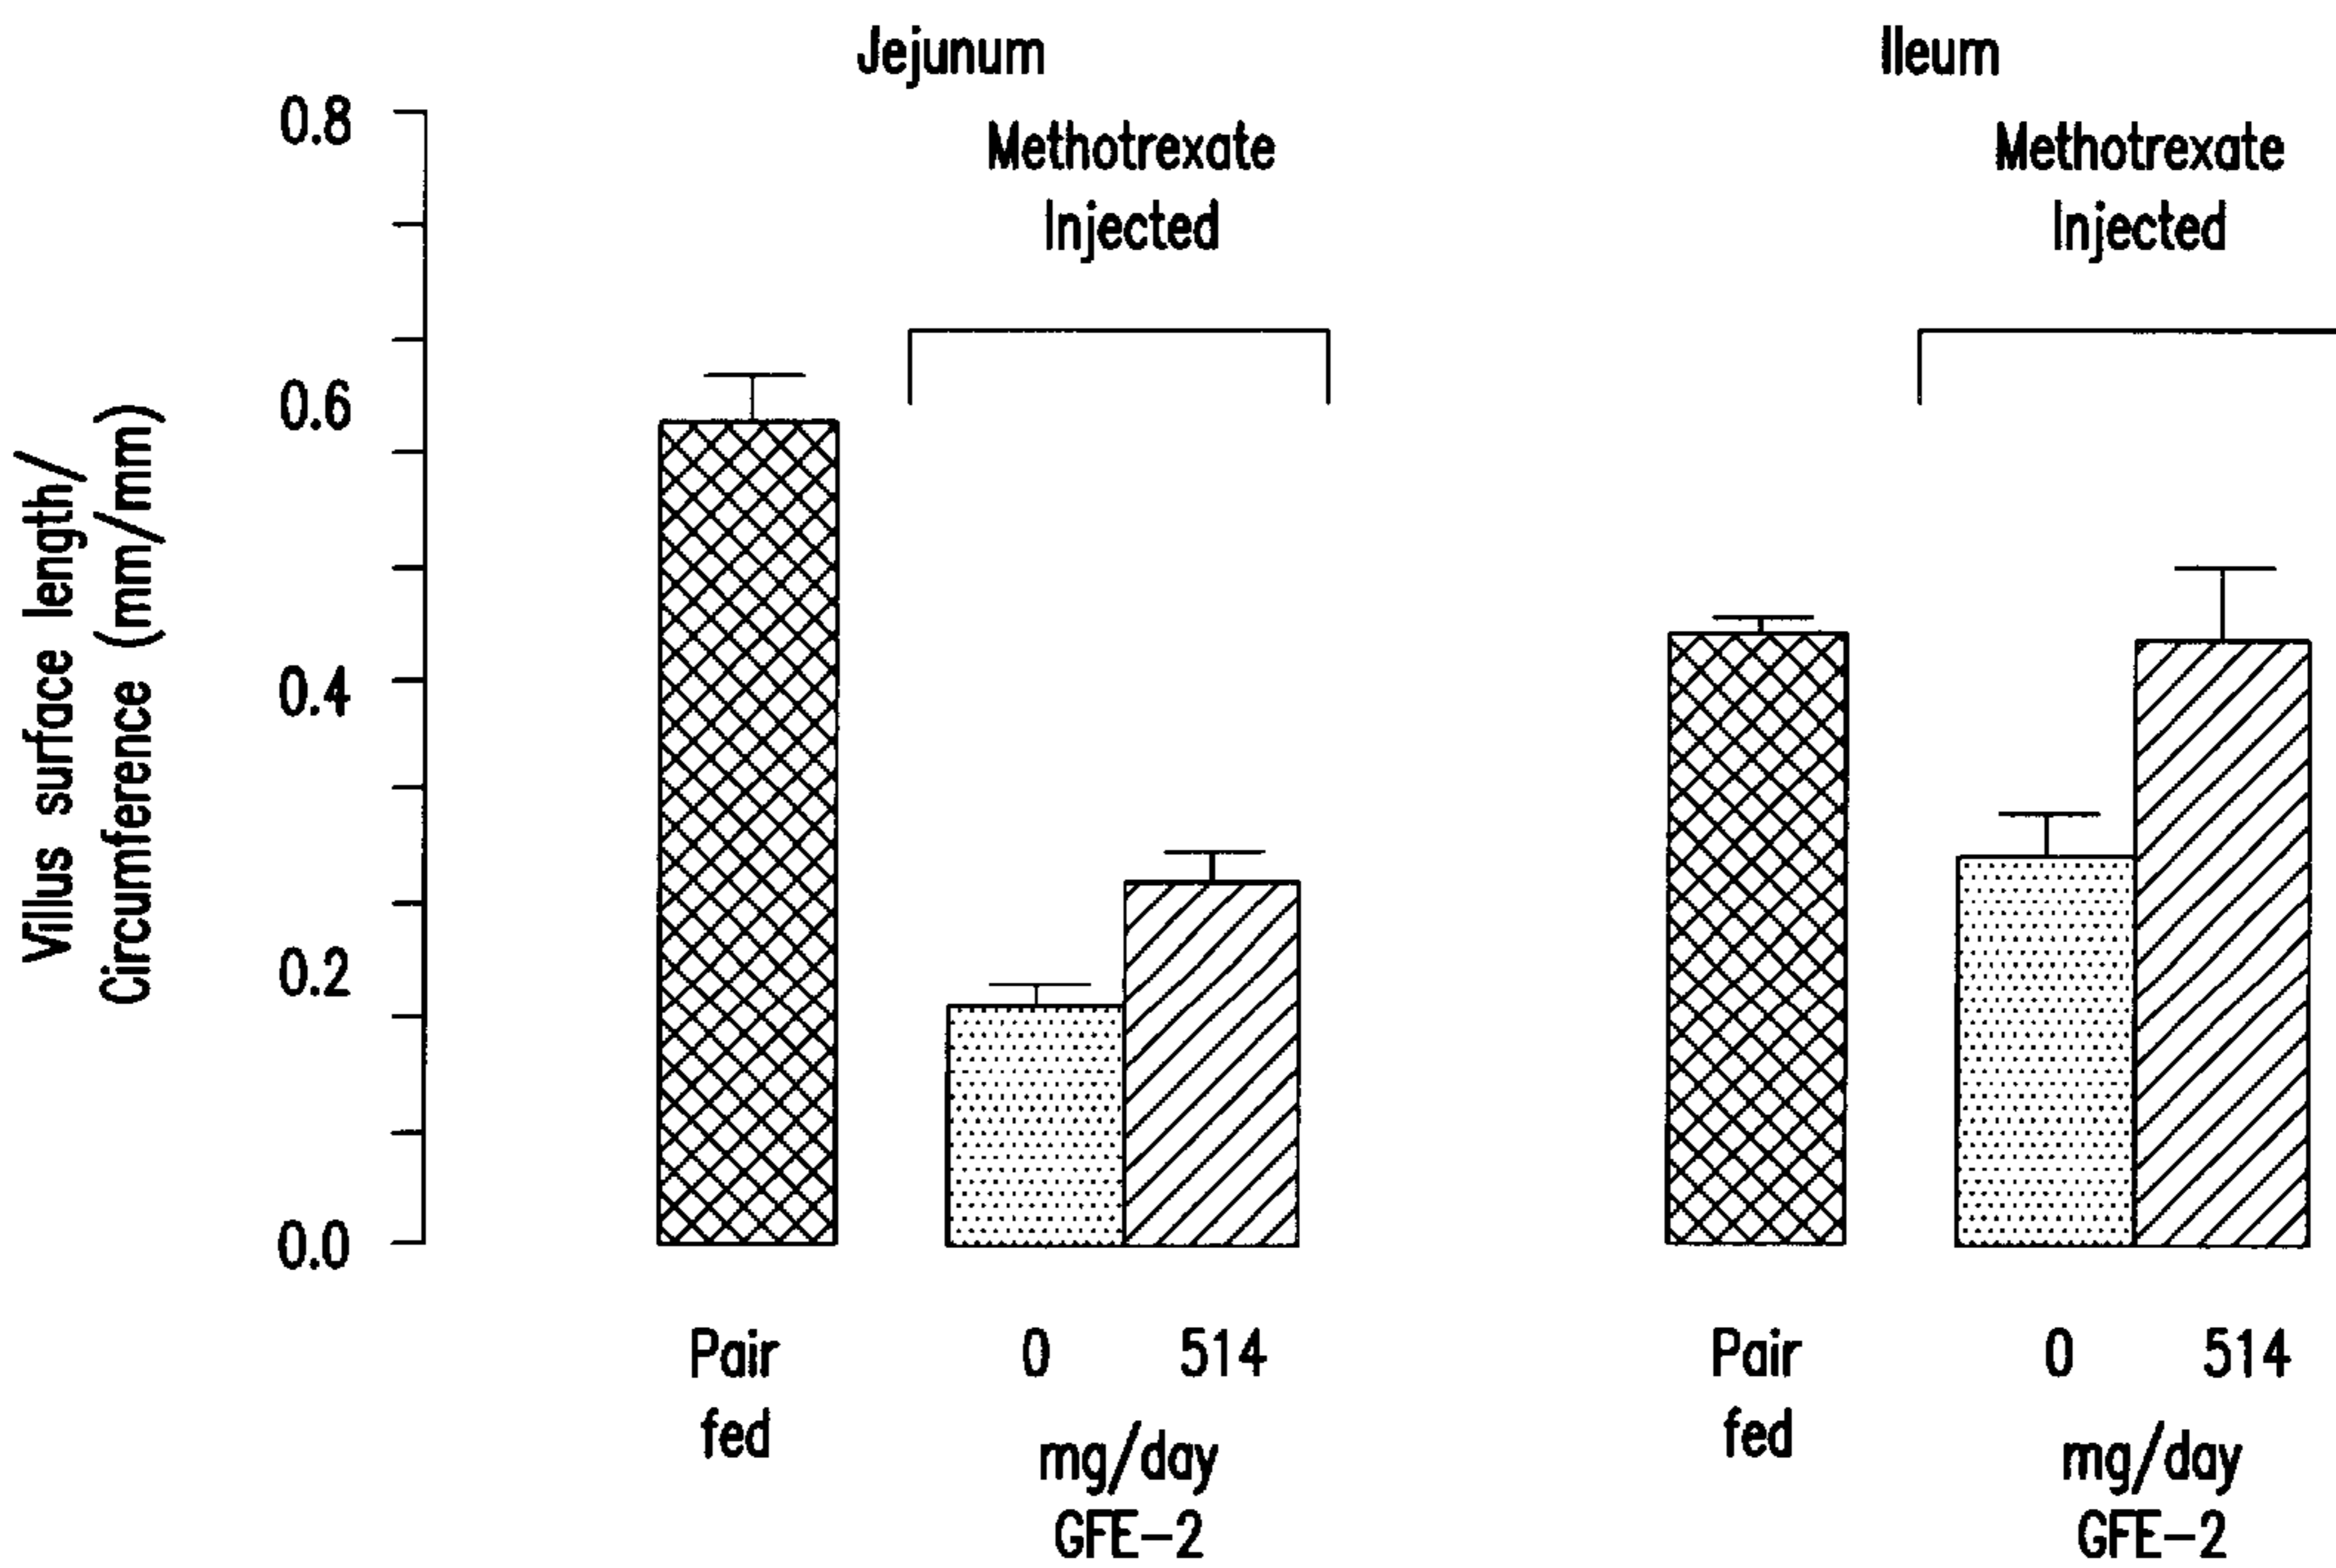 Jejunum
Ileum
Methotrexate
Injected
Methotrexate
Injected
Villus surface length/
Circumference (mm/mm)
0.8
0.6
0.4
0.2
0.0
Pair
fed
0
514
mg/day
GFE-2
Pair
fed
0
514
mg/day
GFE-2